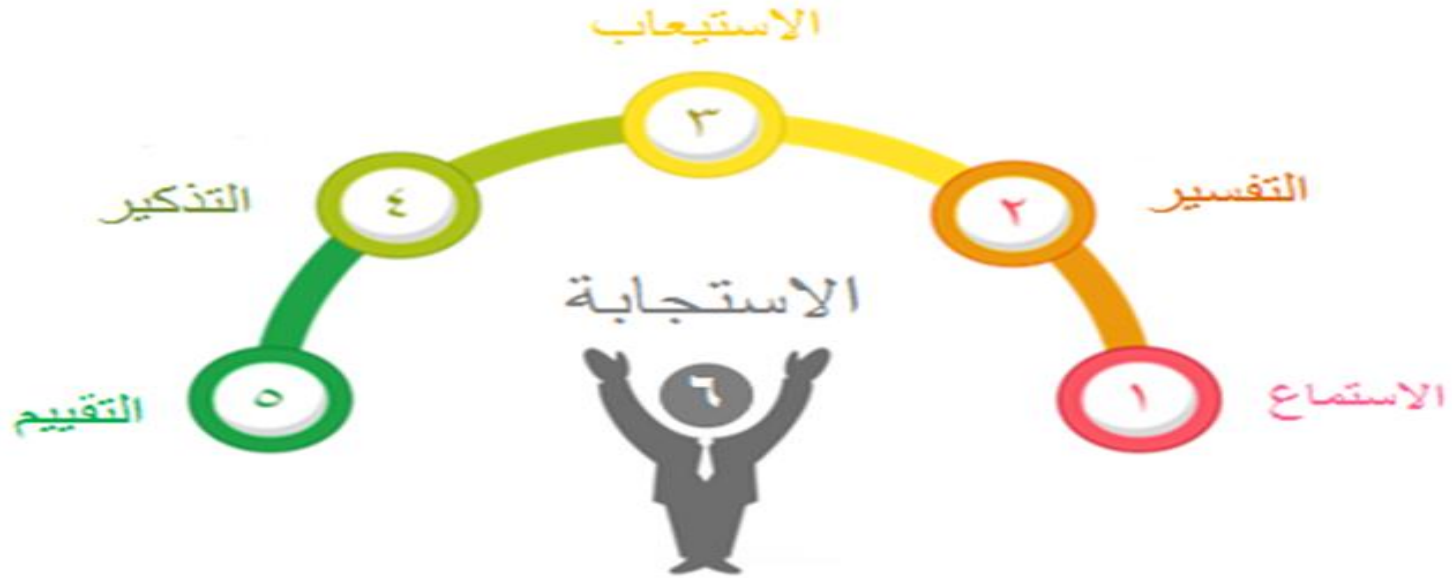 الاستيعاب
٣
التفسير
٢
التذكير
٤
الاستجابة
٦
الاستماع
١
التقييم
٥